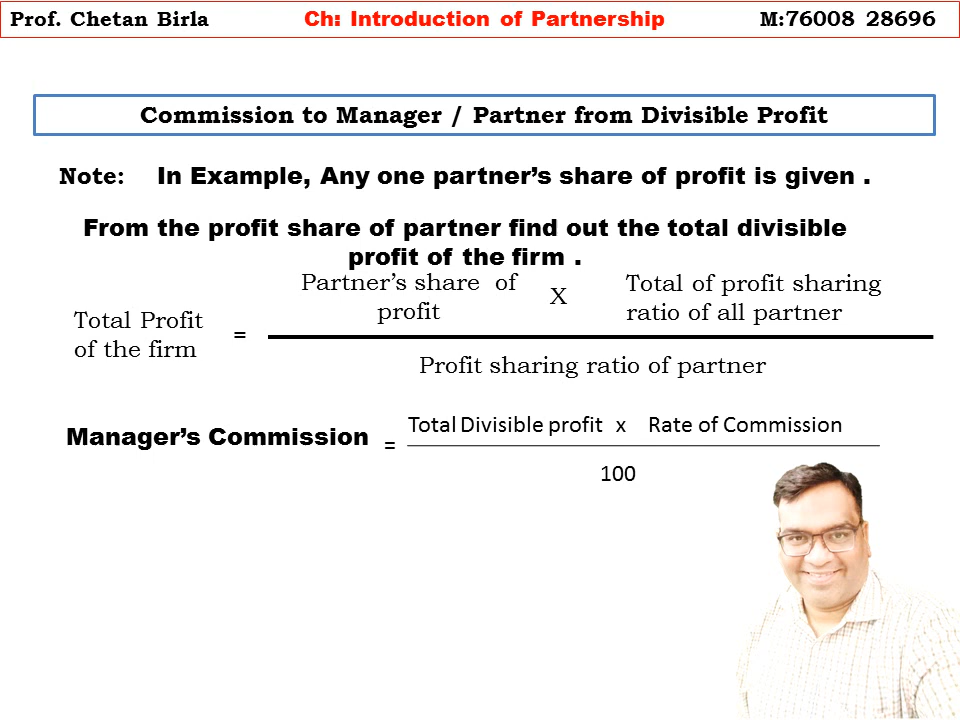 Prof. Chetan Birla Ch: Introduction of Partnership M:76008 28696
Commission to Manager / Partner from Divisible Profit
Note: In Example, Any one partner’s share of profit is given .
From the profit share of partner find out the total divisible
profit of the firm .
Total Profit
of the firm
=
Partner’s share of
profit
X
Total of profit sharing
ratio of all partner
Profit sharing ratio of partner
Manager’s Commission =
Total Divisible profit x Rate of Commission
100